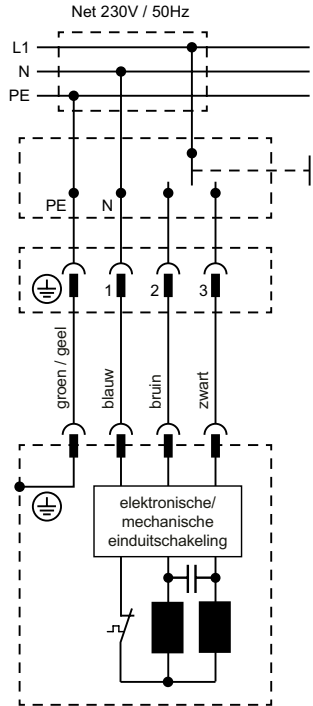 Net 230V / 50Hz
L1
N
PE
PE
N
1
2
3
groen / geel
blauw
bruin
zwart
elektronische/
mechanische
einduitschakeling